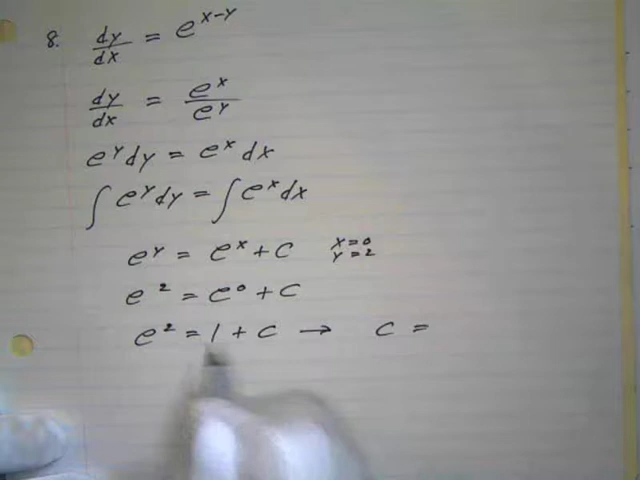 8. dy/dx = e^{x-y}
dy/dx = e^x/e^y
e^y dy = e^x dx
∫ e^y dy = ∫ e^x dx
e^y = e^x + C x=0 y=2
e^2 = e^0 + C
e^2 = 1 + C → C =